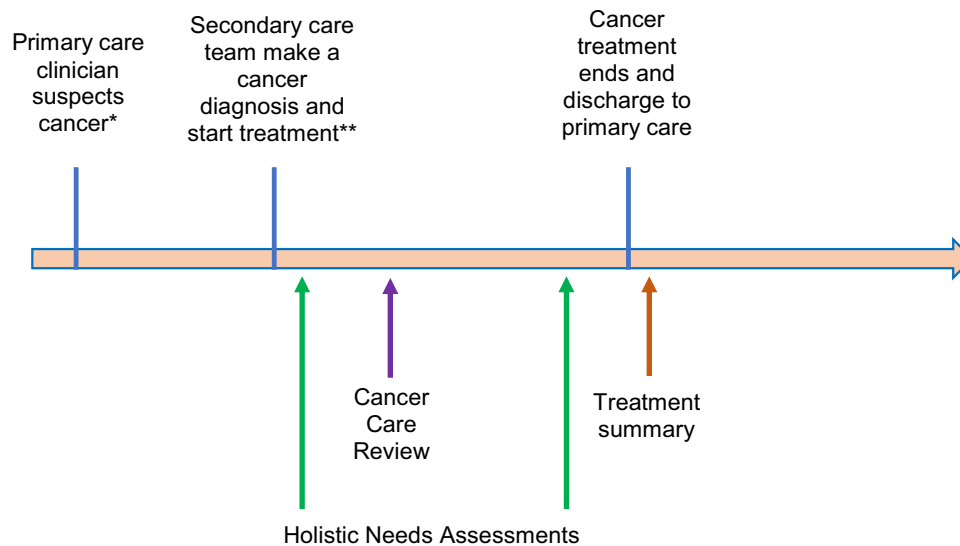 Primary care
clinician
suspects
cancer*
Secondary care
team make a
cancer
diagnosis and
start treatment**
Cancer
treatment
ends and
discharge to
primary care
Cancer
Care
Review
Treatment
summary
Holistic Needs Assessments